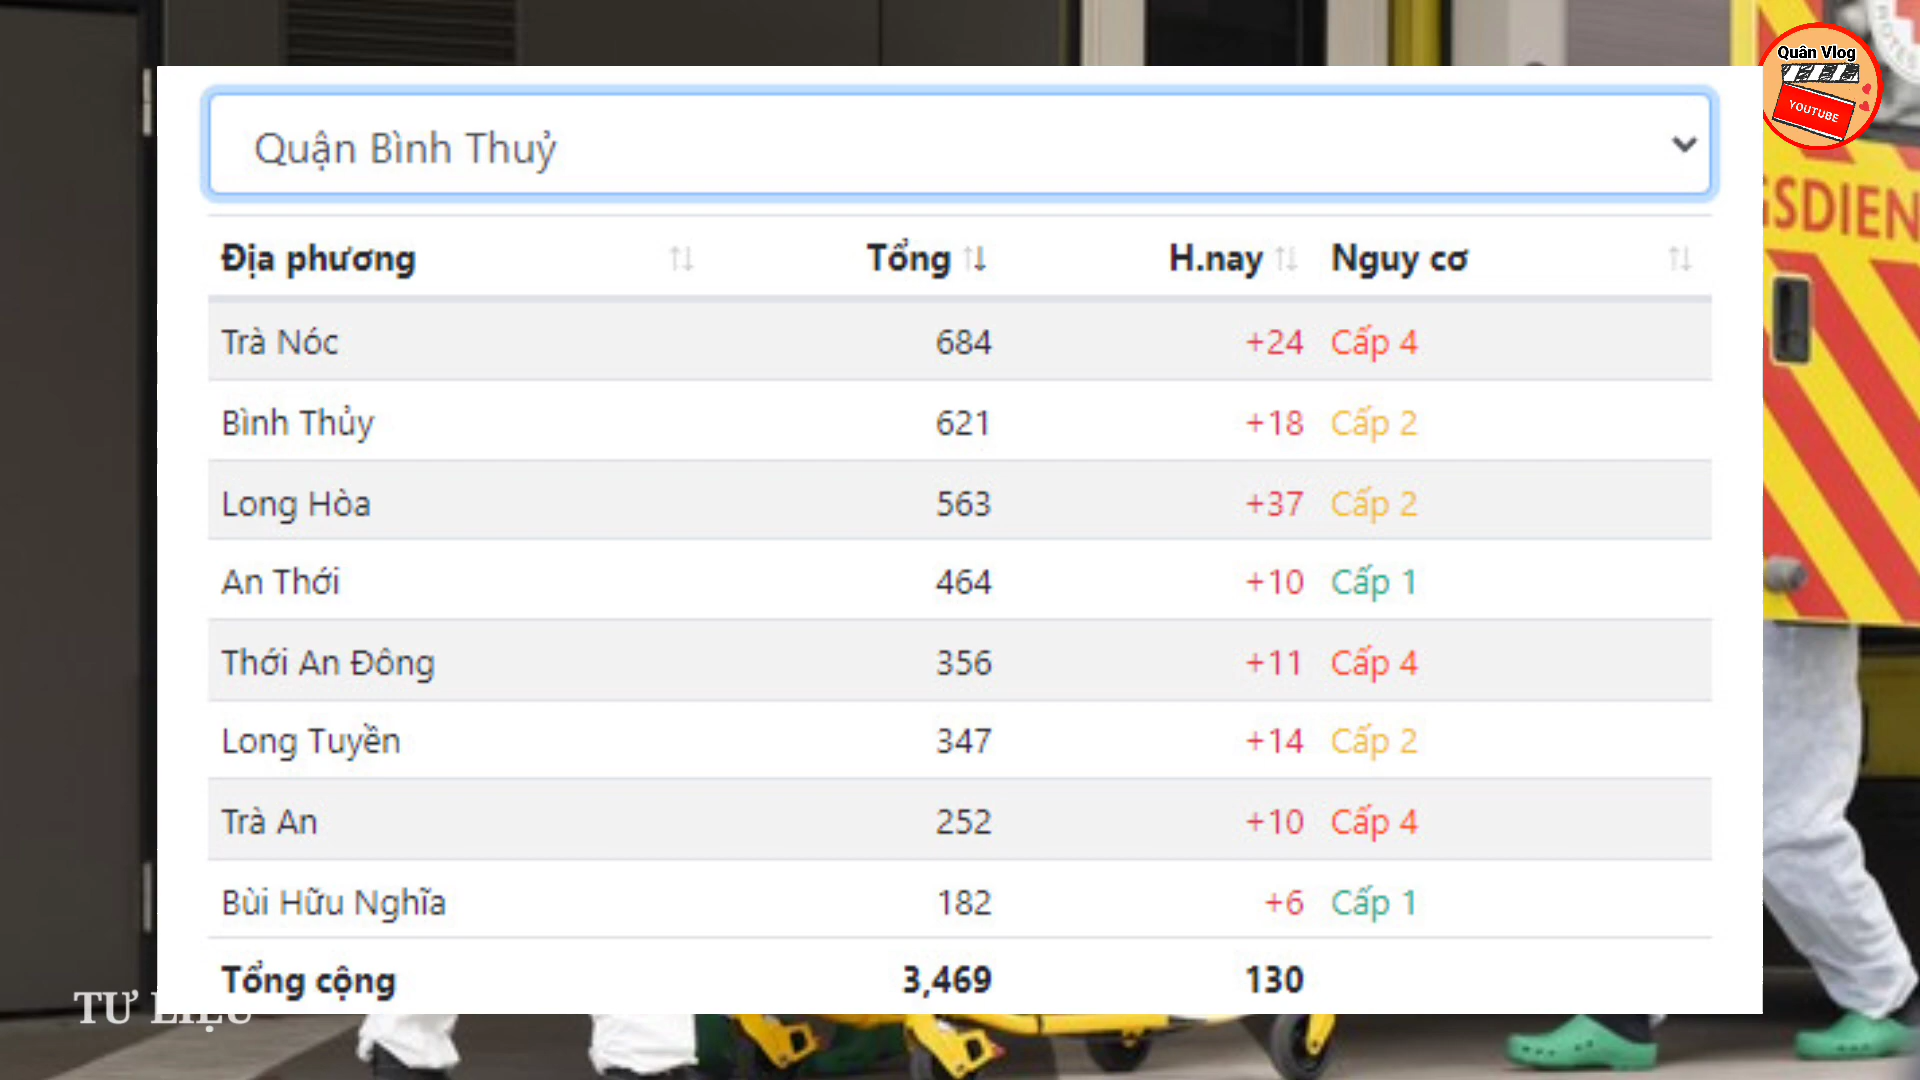 Quân Vlog
YOUTUBE
Quận Bình Thuỷ
Địa phương Tổng H.nay Nguy cơ
Trà Nóc 684 +24 Cấp 4
Bình Thủy 621 +18 Cấp 2
Long Hòa 563 +37 Cấp 2
An Thới 464 +10 Cấp 1
Thới An Đông 356 +11 Cấp 4
Long Tuyền 347 +14 Cấp 2
Trà An 252 +10 Cấp 4
Bùi Hữu Nghĩa 182 +6 Cấp 1
Tổng cộng 3,469 130
TƯ LIỆU